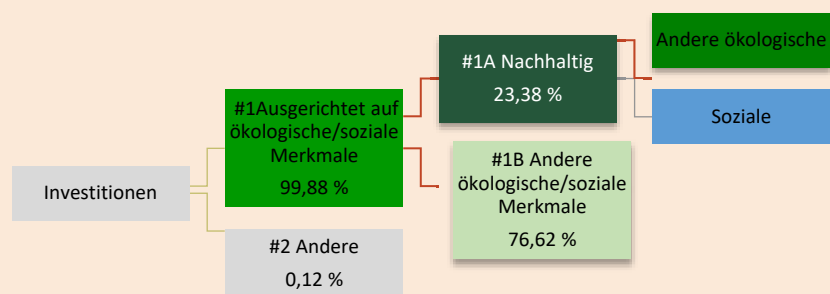 Investitionen
#1Ausgerichtet auf
ökologische/soziale
Merkmale
99,88 %
#2 Andere
0,12 %
#1A Nachhaltig
23,38 %
#1B Andere
ökologische/soziale
Merkmale
76,62 %
Andere ökologische
Soziale